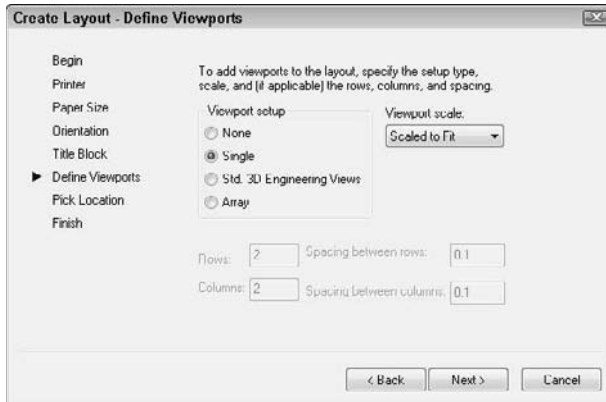 Create Layout - Define Viewports
Begin
Printer
Paper Size
Orientation
Title Block
Define Viewports
Pick Location
Finish
To add viewports to the layout, specify the setup type,
scale, and (if applicable) the rows, columns, and spacing.
Viewport setup
None
Single
Std. 3D Engineering Views
Array
Viewport scale:
Scaled to Fit
Rows: 2 Spacing between rows: 0.1
Columns: 2 Spacing between columns: 0.1
< Back Next > Cancel